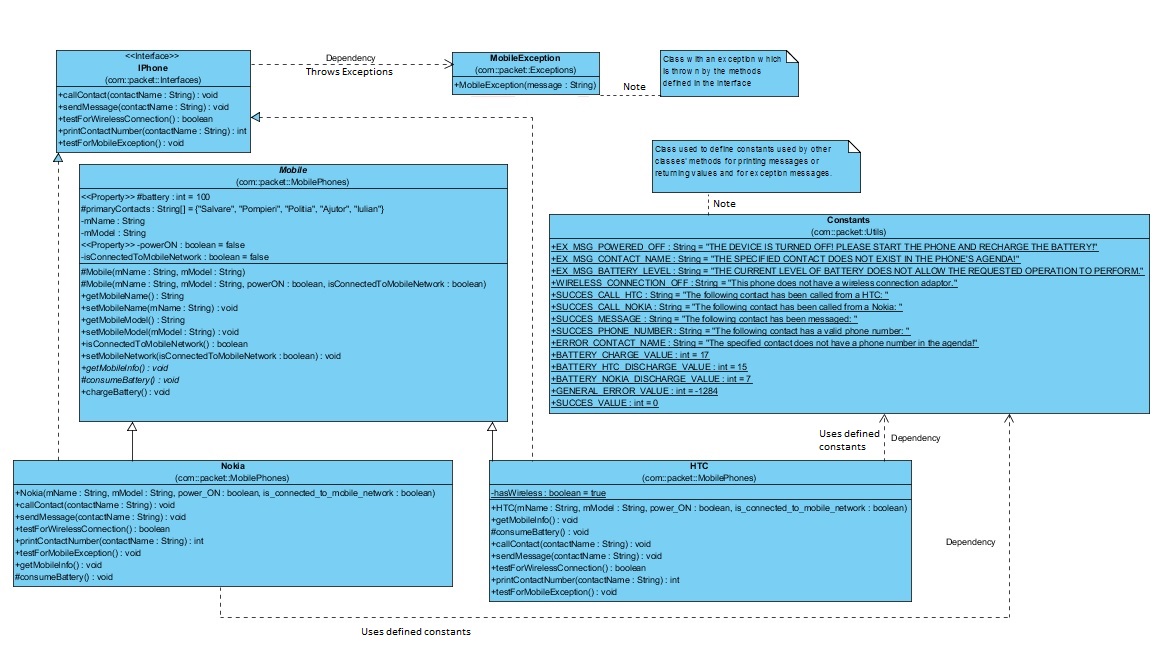 <<Interface>>
IPhone
(com::packet::Interfaces)
+callContact(contactName : String) : void
+sendMessage(contactName : String) : void
+testForWirelessConnection() : boolean
+printContactNumber(contactName : String) : int
+testForMobileException() : void
Dependency
Throws Exceptions
MobileException
(com::packet::Exceptions)
+MobileException(message : String)
Note
Class with an exception which
is thrown by the methods
defined in the interface
Class used to define constants used by other
classes' methods for printing messages or
returning values and for exception messages.
Note
Mobile
(com::packet::MobilePhones)
<<Property>> #battery : int = 100
#primaryContacts : String[] = {"Salvare", "Pompieri", "Politia", "Ajutor", "Iulian"}
-mName : String
-mModel : String
<<Property>> -powerON : boolean = false
-isConnectedToMobileNetwork : boolean = false
#Mobile(mName : String, mModel : String)
#Mobile(mName : String, mModel : String, powerON : boolean, isConnectedToMobileNetwork : boolean)
+getMobileName() : String
+setMobileName(mName : String) : void
+getMobileModel() : String
+setMobileModel(mModel : String) : void
+isConnectedToMobileNetwork() : boolean
+setMobileNetwork(isConnectedToMobileNetwork : boolean) : void
+getMobileInfo() : void
#consumeBattery() : void
+chargeBattery() : void
Constants
(com::packet::Utils)
+EX_MSG_POWERED_OFF : String = "THE DEVICE IS TURNED OFF! PLEASE START THE PHONE AND RECHARGE THE BATTERY!"
+EX_MSG_CONTACT_NAME : String = "THE SPECIFIED CONTACT DOES NOT EXIST IN THE PHONE'S AGENDA!"
+EX_MSG_BATTERY_LEVEL : String = "THE CURRENT LEVEL OF BATTERY DOES NOT ALLOW THE REQUESTED OPERATION TO PERFORM."
+WIRELESS_CONNECTION_OFF : String = "This phone does not have a wireless connection adaptor."
+SUCCES_CALL_HTC : String = "The following contact has been called from a HTC: "
+SUCCES_CALL_NOKIA : String = "The following contact has been called from a Nokia: "
+SUCCES_MESSAGE : String = "The following contact has been messaged: "
+SUCCES_PHONE_NUMBER : String = "The following contact has a valid phone number: "
+ERROR_CONTACT_NAME : String = "The specified contact does not have a phone number in the agenda!"
+BATTERY_CHARGE_VALUE : int = 17
+BATTERY_HTC_DISCHARGE_VALUE : int = 15
+BATTERY_NOKIA_DISCHARGE_VALUE : int = 7
+GENERAL_ERROR_VALUE : int = -1284
+SUCCES_VALUE : int = 0
Uses defined
constants
Dependency
Nokia
(com::packet::MobilePhones)
+Nokia(mName : String, mModel : String, power_ON : boolean, is_connected_to_mobile_network : boolean)
+callContact(contactName : String) : void
+sendMessage(contactName : String) : void
+testForWirelessConnection() : boolean
+printContactNumber(contactName : String) : int
+testForMobileException() : void
+getMobileInfo() : void
#consumeBattery() : void
HTC
(com::packet::MobilePhones)
-hasWireless : boolean = true
+HTC(mName : String, mModel : String, power_ON : boolean, is_connected_to_mobile_network : boolean)
+getMobileInfo() : void
#consumeBattery() : void
+callContact(contactName : String) : void
+sendMessage(contactName : String) : void
+testForWirelessConnection() : boolean
+printContactNumber(contactName : String) : int
+testForMobileException() : void
Dependency
Uses defined constants